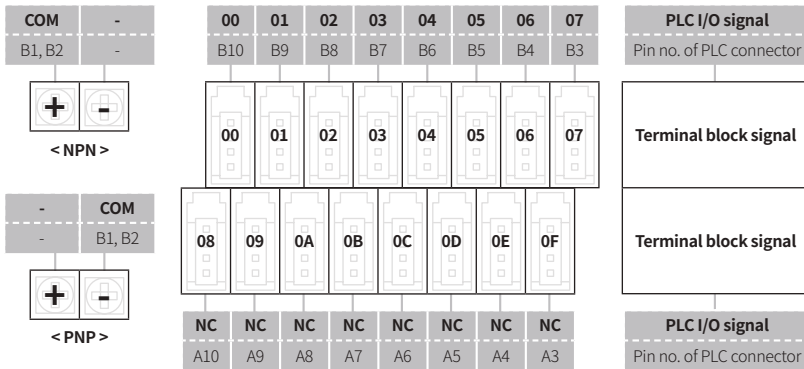 COM -
B1, B2 -
+ -
< NPN >
- COM
- B1, B2
+ -
< PNP >
00 01 02 03 04 05 06 07
B10 B9 B8 B7 B6 B5 B4 B3
00 01 02 03 04 05 06 07
08 09 0A 0B 0C 0D 0E 0F
NC NC NC NC NC NC NC NC
A10 A9 A8 A7 A6 A5 A4 A3
PLC I/O signal
Pin no. of PLC connector
Terminal block signal
Terminal block signal
PLC I/O signal
Pin no. of PLC connector